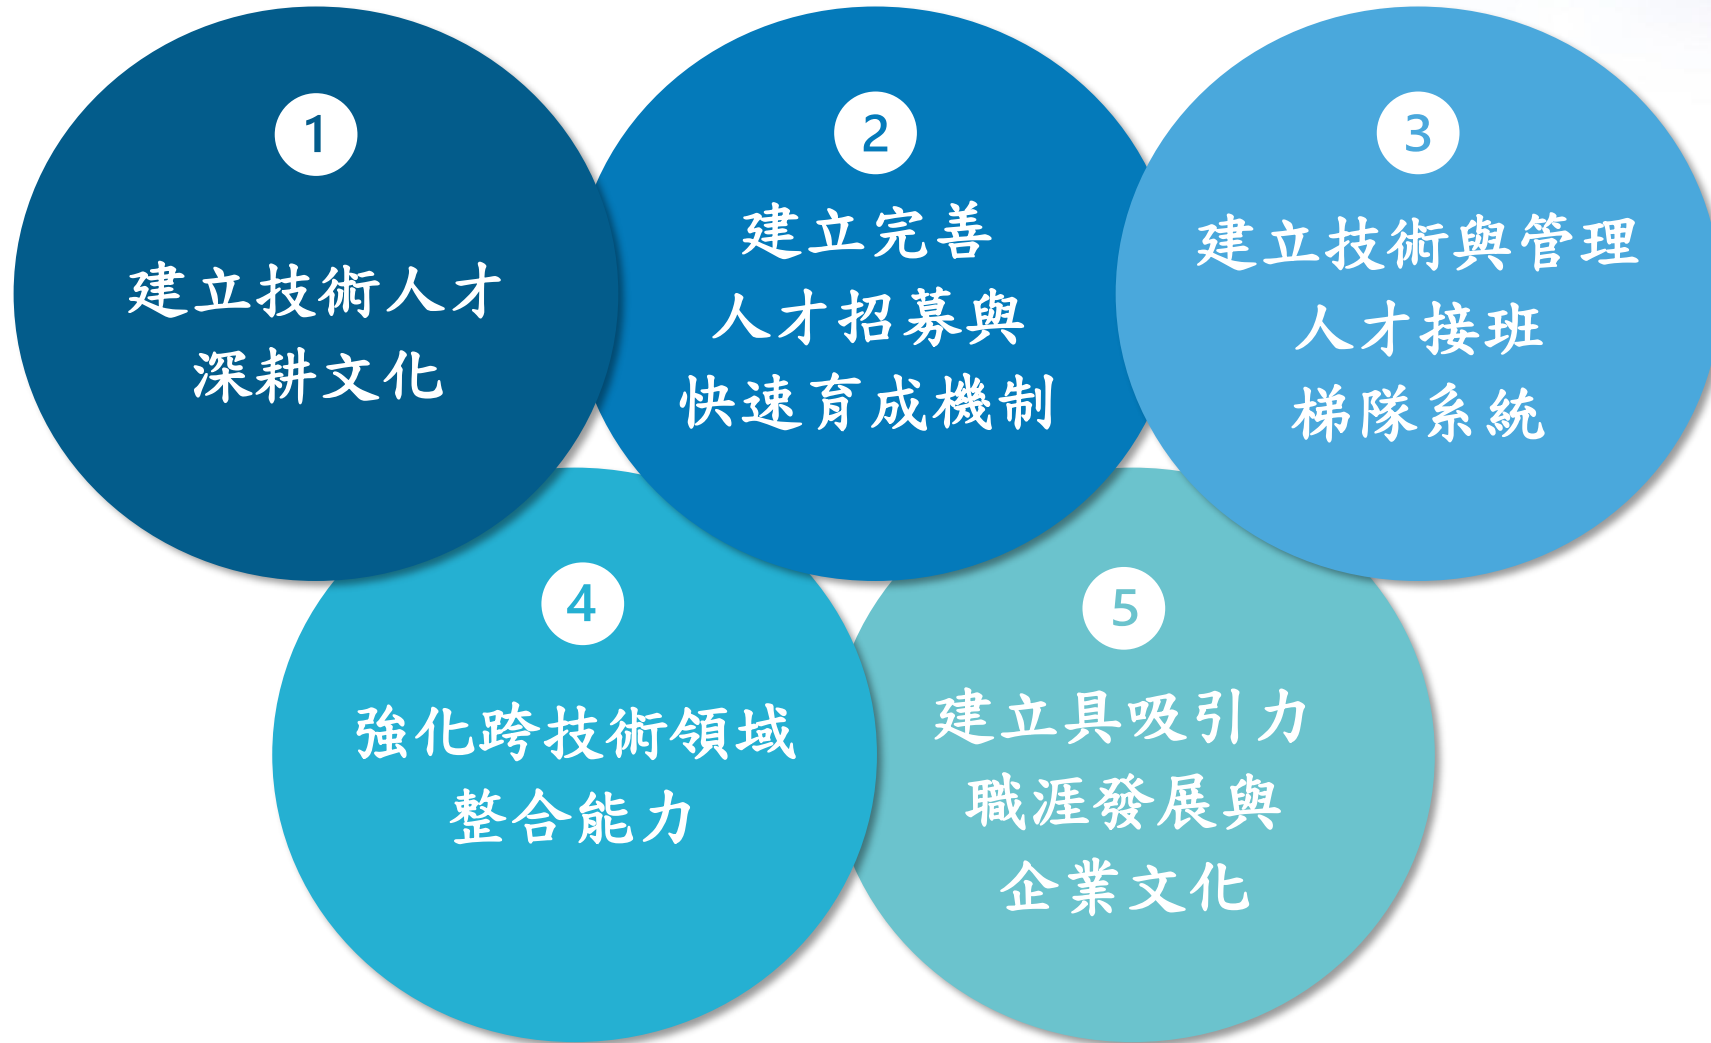 1
建立技術人才
深耕文化
2
建立完善
人才招募與
快速育成機制
3
建立技術與管理
人才接班
梯隊系統
4
強化跨技術領域
整合能力
5
建立具吸引力
職涯發展與
企業文化